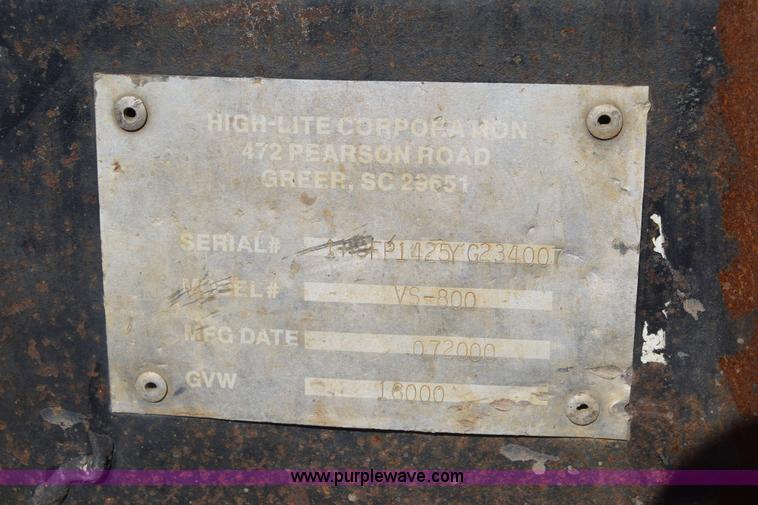 HIGH-LITE CORPORATION
472 PEARSON ROAD
GREER, SC 29651
SERIAL#
MODEL# VS-800
MFG DATE 072000
GVW 16000
www.purplewave.com